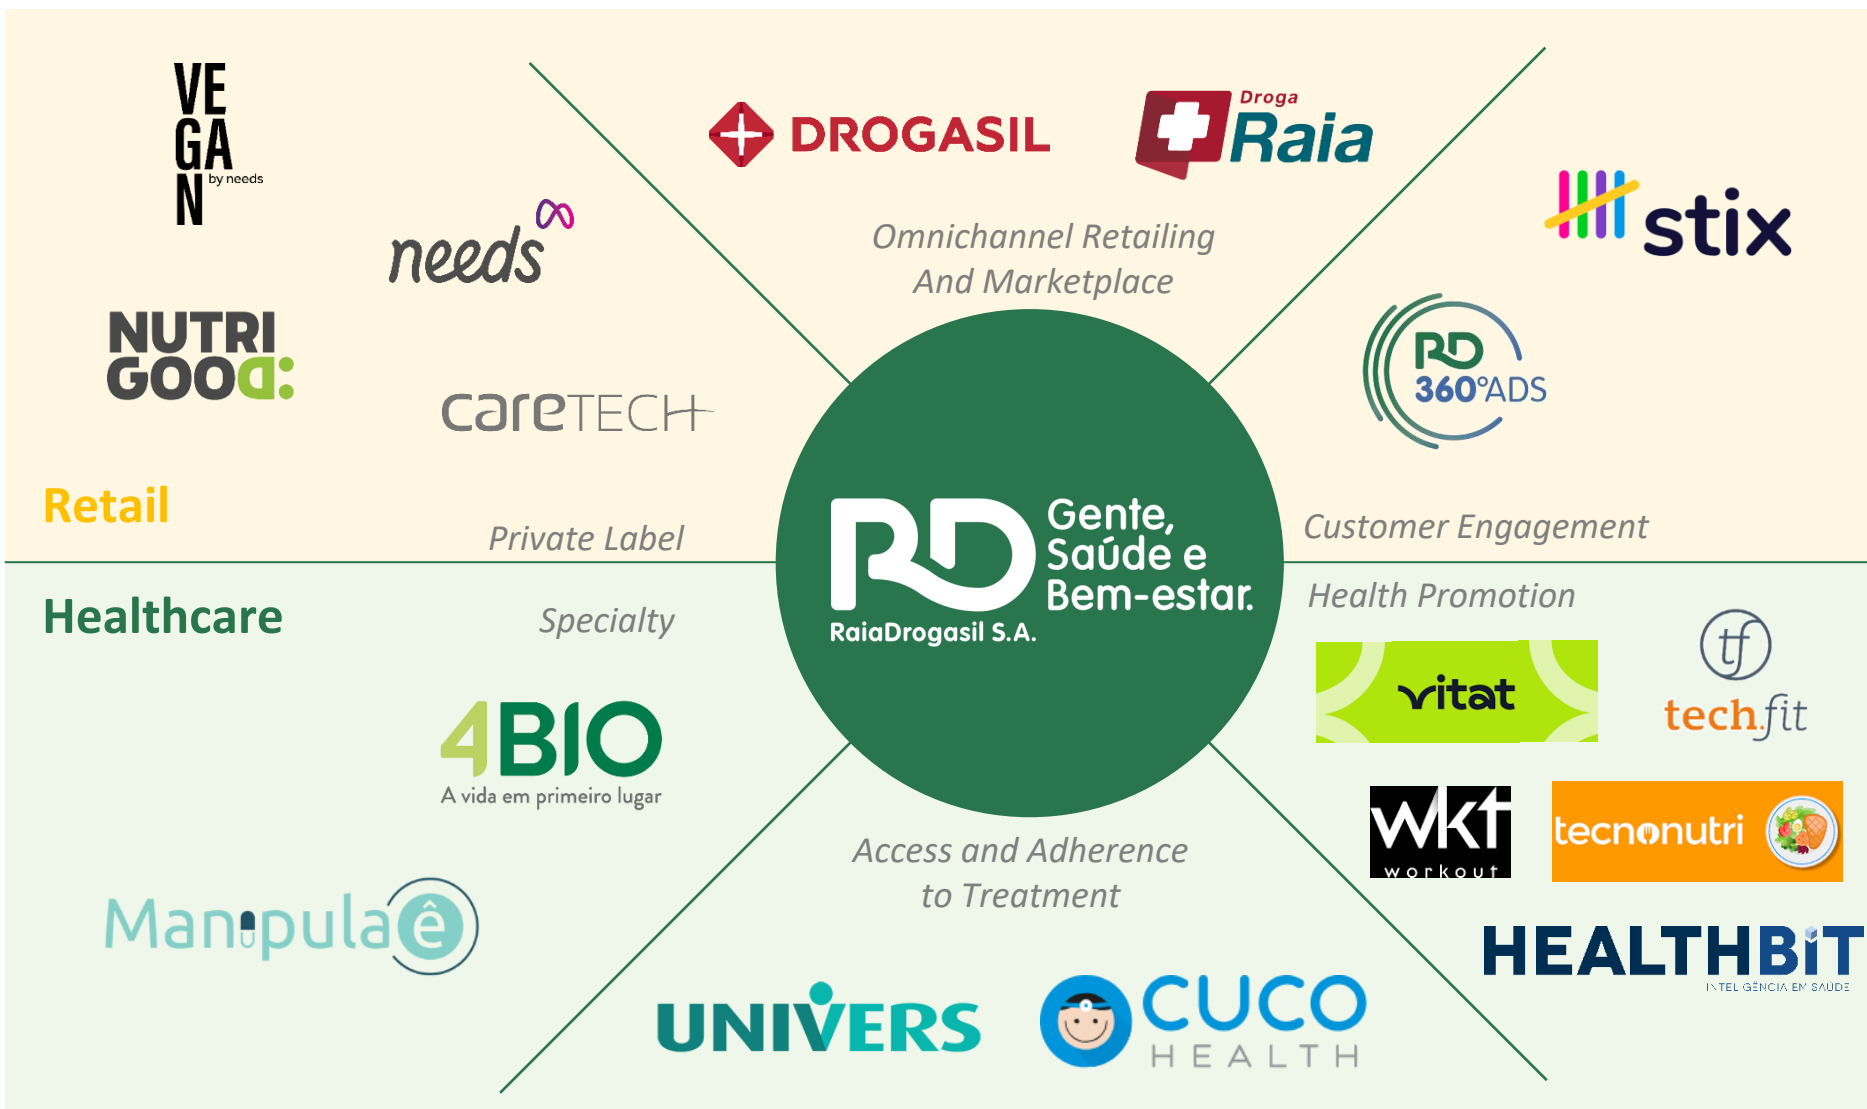 VE
GA
N
by needs
needs
NUTRI
GOOD:
caretech
Retail
Private Label
DROGASIL
Droga
Raia
Omnichannel Retailing
And Marketplace
stix
RD
360°ADS
Customer Engagement
RD
Gente,
Saúde e
Bem-estar.
RaiaDrogasil S.A.
Healthcare
Specialty
4BIO
A vida em primeiro lugar
Manipulaê
Access and Adherence
to Treatment
UNIVERS
CUCO
HEALTH
Health Promotion
vitat
tf
tech.fit
wkt
workout
tecnonutri
HEALTHBiT
INTELIGÊNCIA EM SAÚDE